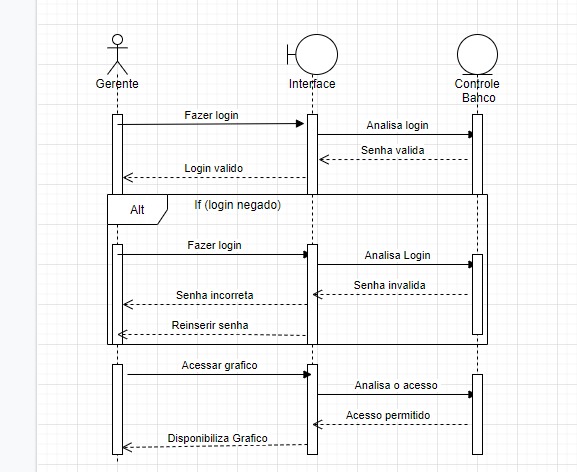 Gerente
Interface
Controle
Banco
Fazer login
Analisa login
Senha valida
Login valido
Alt
If (login negado)
Fazer login
Analisa Login
Senha invalida
Senha incorreta
Reinserir senha
Acessar grafico
Analisa o acesso
Acesso permitido
Disponibiliza Grafico